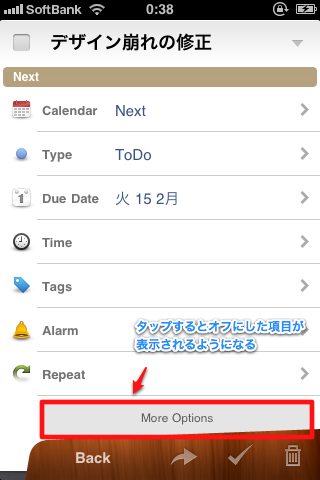 SoftBank 0:38
デザイン崩れの修正
Next
Calendar Next
Type ToDo
1 Due Date 火 15 2月
Time
Tags
Alarm
タップするとオフにした項目が
表示されるようになる
Repeat
More Options
Back